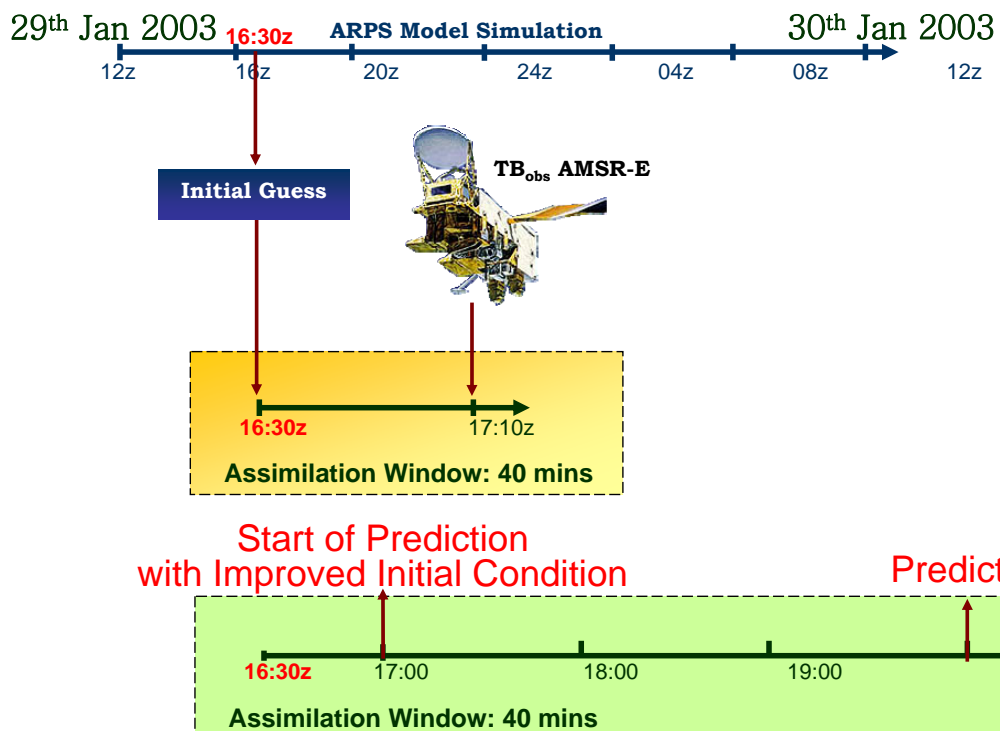 29th Jan 2003
16:30z
ARPS Model Simulation
30th Jan 2003
12z
16z
20z
24z
04z
08z
12z
Initial Guess
TBobs AMSR-E
16:30z
17:10z
Assimilation Window: 40 mins
Start of Prediction
with Improved Initial Condition
Predict
16:30z
17:00
18:00
19:00
Assimilation Window: 40 mins